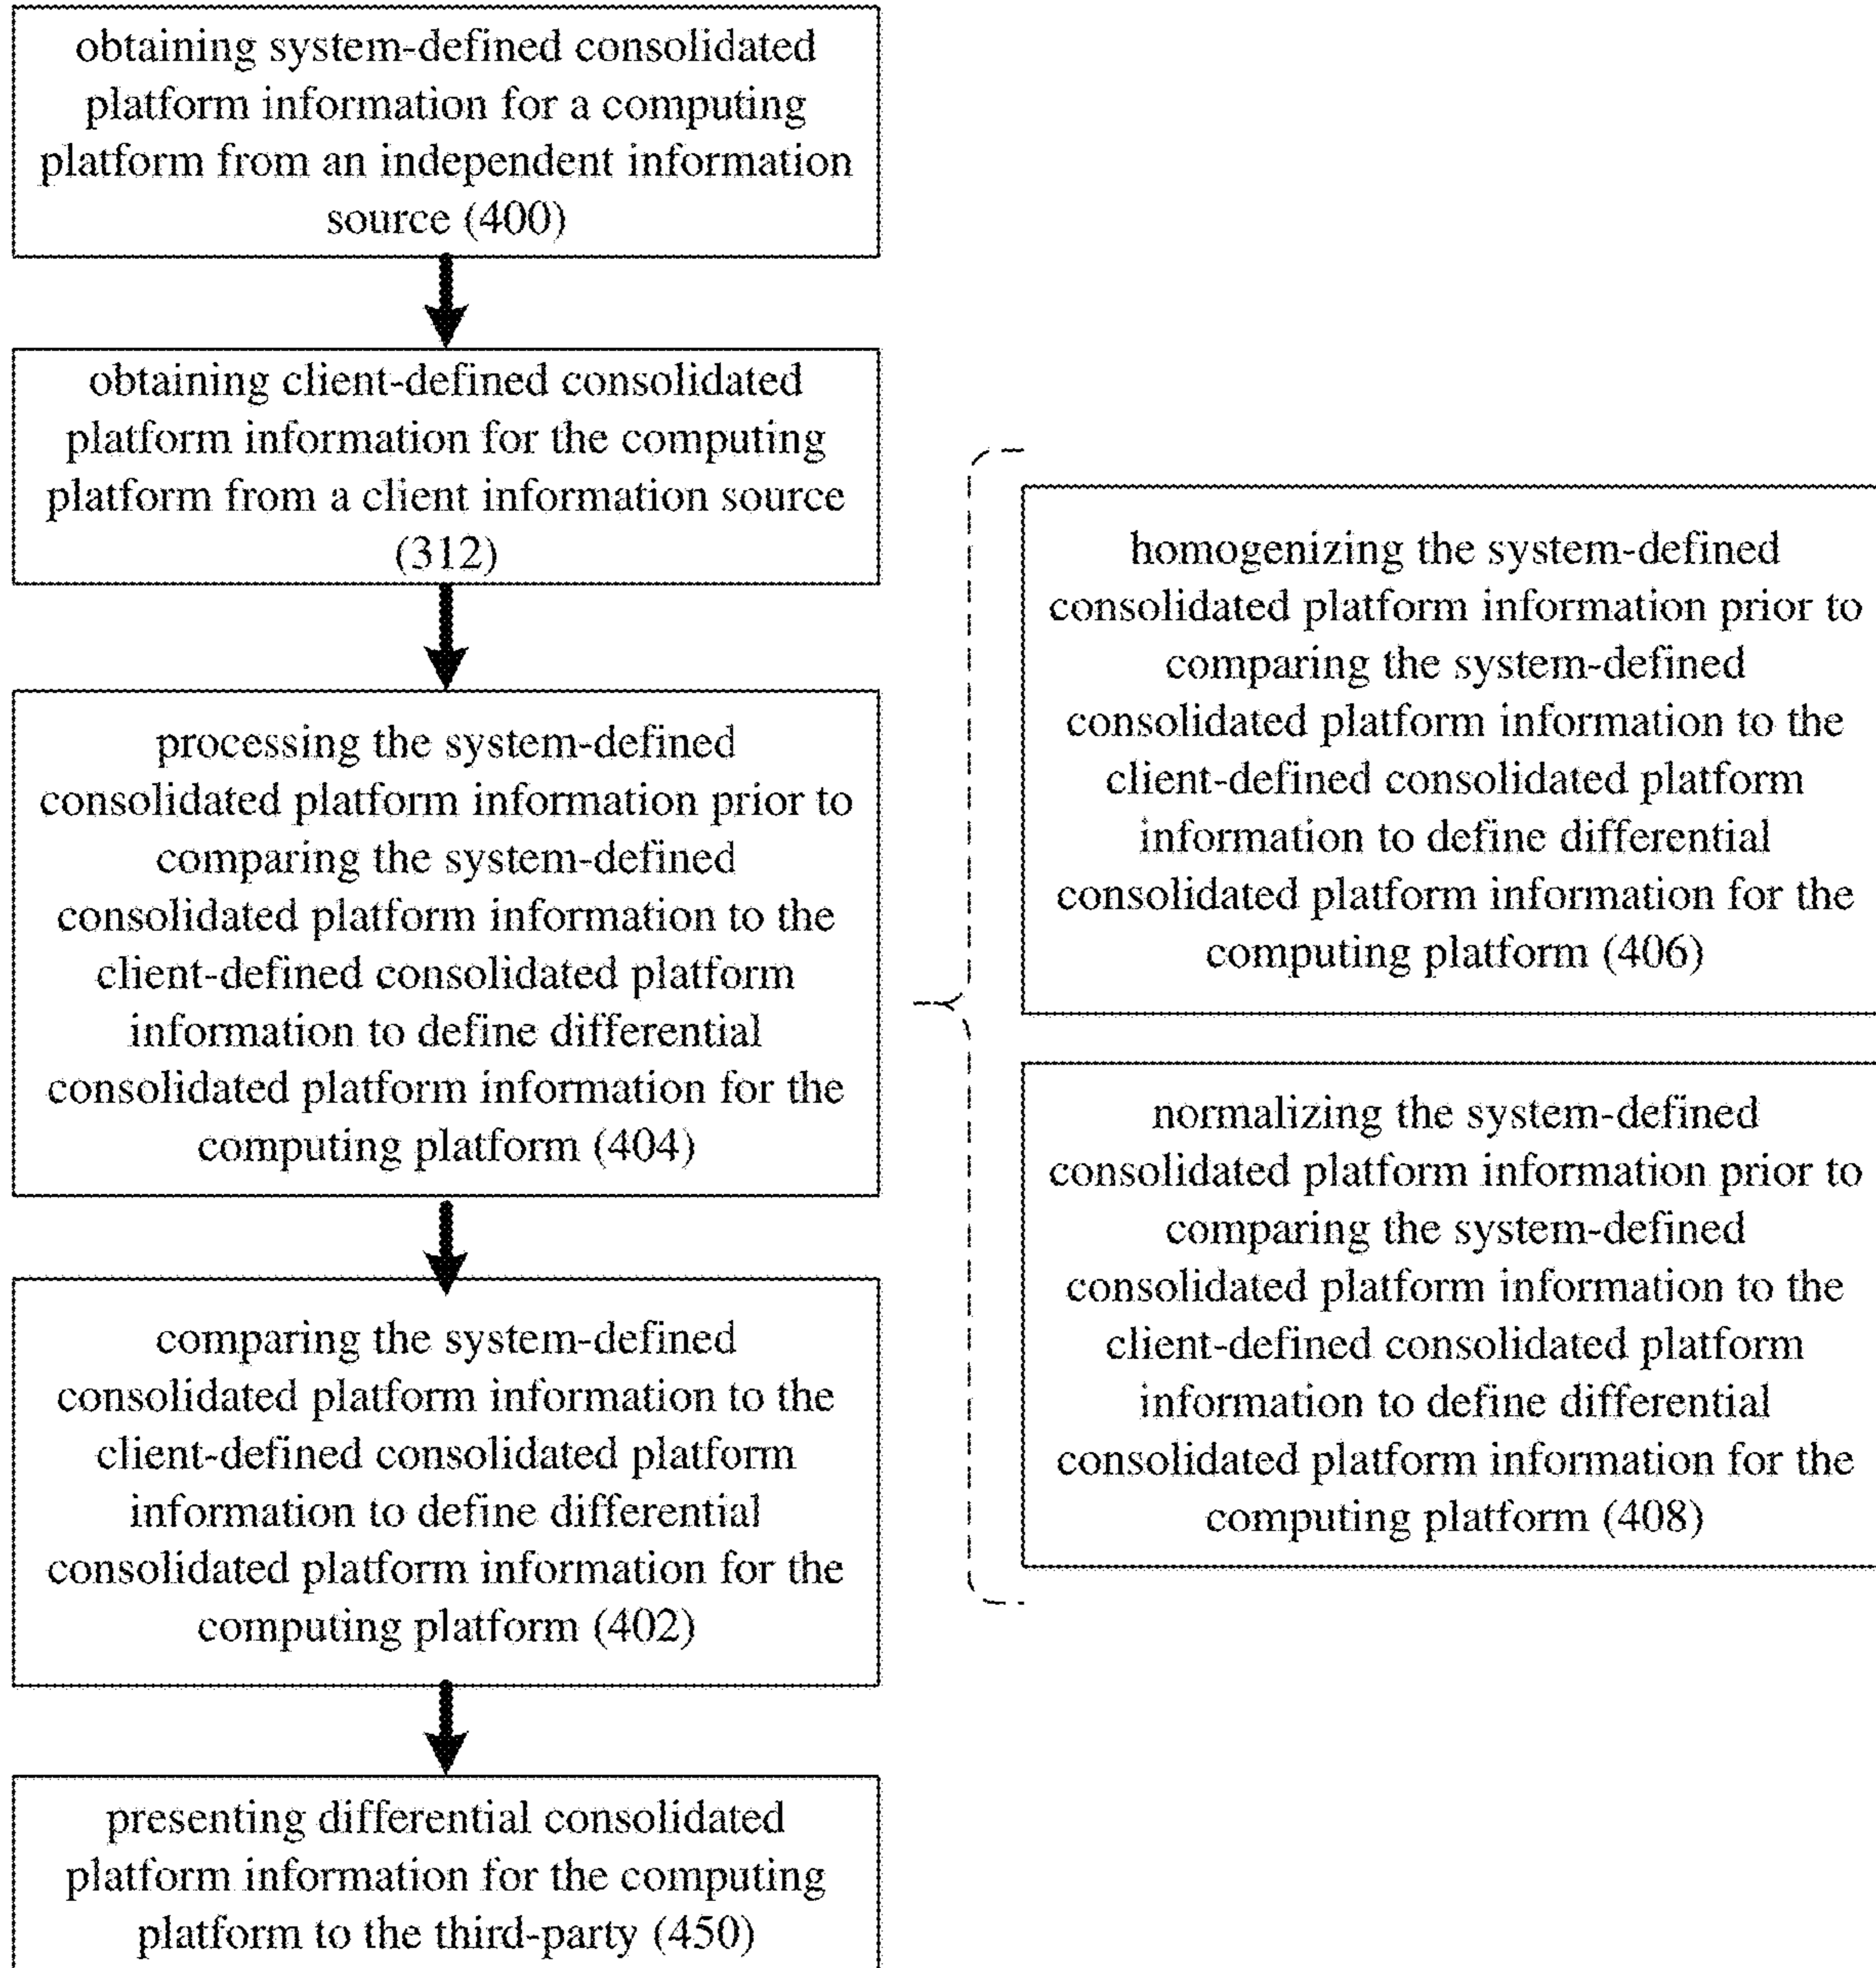 obtaining system-defined consolidated
platform information for a computing
platform from an independent information
source (400)
obtaining client-defined consolidated
platform information for the computing
platform from a client information source
(312)
processing the system-defined
consolidated platform information prior to
comparing the system-defined
consolidated platform information to the
client-defined consolidated platform
information to define differential
consolidated platform information for the
computing platform (404)
homogenizing the system-defined
consolidated platform information prior to
comparing the system-defined
consolidated platform information to the
client-defined consolidated platform
information to define differential
consolidated platform information for the
computing platform (406)
normalizing the system-defined
consolidated platform information prior to
comparing the system-defined
consolidated platform information to the
client-defined consolidated platform
information to define differential
consolidated platform information for the
computing platform (408)
comparing the system-defined
consolidated platform information to the
client-defined consolidated platform
information to define differential
consolidated platform information for the
computing platform (402)
presenting differential consolidated
platform information for the computing
platform to the third-party (450)